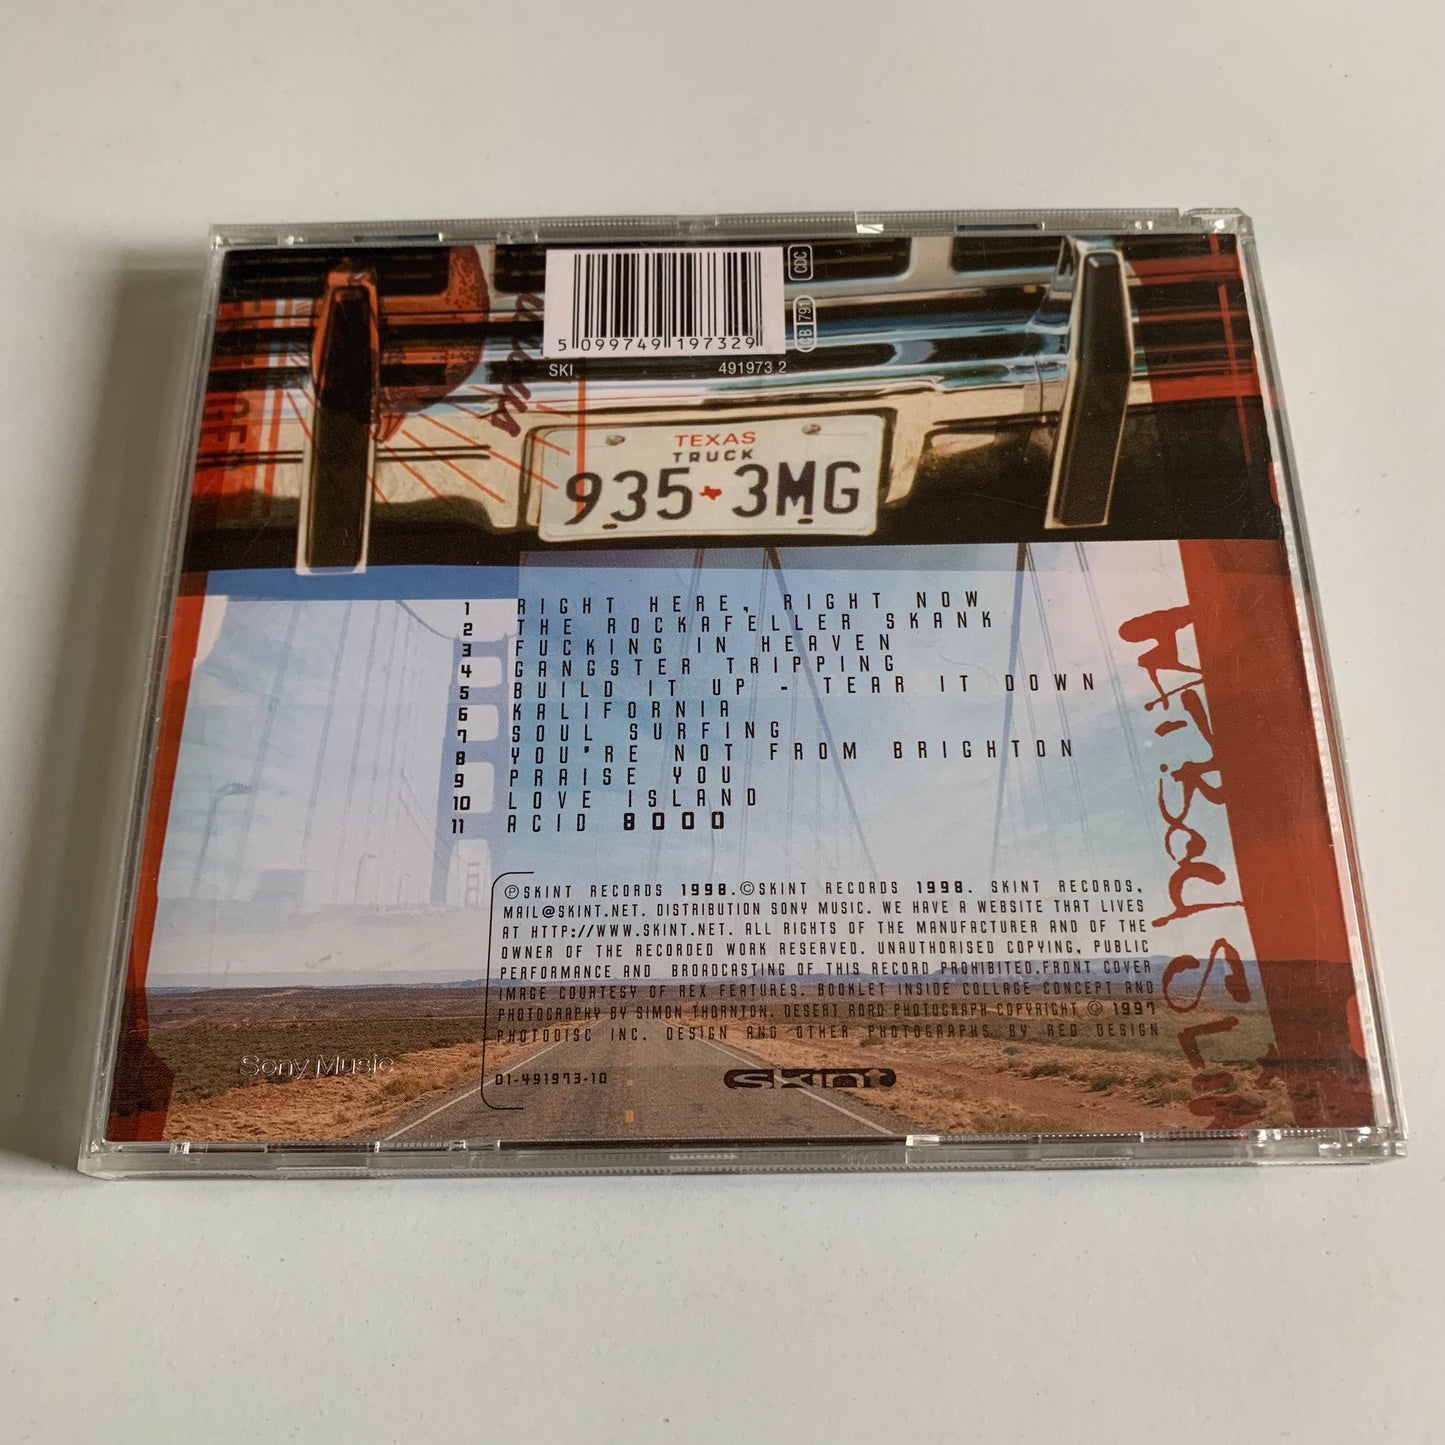 CDC
GB 791
5 099749 197329
SKI 491973 2
TEXAS
TRUCK
935 3MG
1 RIGHT HERE, RIGHT NOW
2 THE ROCKAFELLER SKANK
3 FUCKING IN HEAVEN
4 GANGSTER TRIPPING
5 BUILD IT UP - TEAR IT DOWN
6 KALIFORNIA
7 SOUL SURFING
8 YOU'RE NOT FROM BRIGHTON
9 PRAISE YOU
10 LOVE ISLAND
11 ACID 8000
℗SKINT RECORDS 1998.©SKINT RECORDS 1998. SKINT RECORDS,
MAIL@SKINT.NET. DISTRIBUTION SONY MUSIC. WE HAVE A WEBSITE THAT LIVES
AT HTTP://WWW.SKINT.NET. ALL RIGHTS OF THE MANUFACTURER AND OF THE
OWNER OF THE RECORDED WORK RESERVED. UNAUTHORISED COPYING, PUBLIC
PERFORMANCE AND BROADCASTING OF THIS RECORD PROHIBITED.FRONT COVER
IMAGE COURTESY OF REX FEATURES. BOOKLET INSIDE COLLAGE CONCEPT AND
PHOTOGRAPHY BY SIMON THORNTON. DESERT ROAD PHOTOGRAPH COPYRIGHT © 1997
PHOTODISC INC. DESIGN AND OTHER PHOTOGRAPHS BY RED DESIGN
Sony Music
01-491973-10
skint